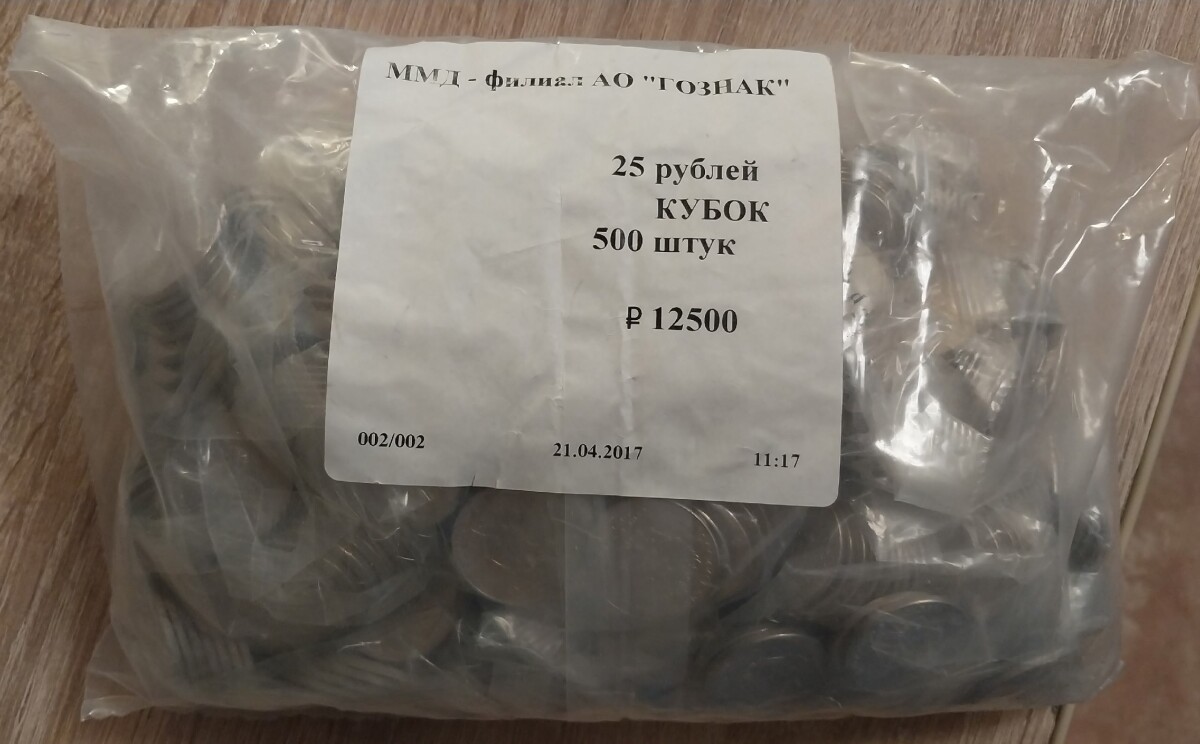 ММД - филиал АО "ГОЗНАК"
25 рублей
КУБОК
500 штук
₽ 12500
002/002 21.04.2017 11:17